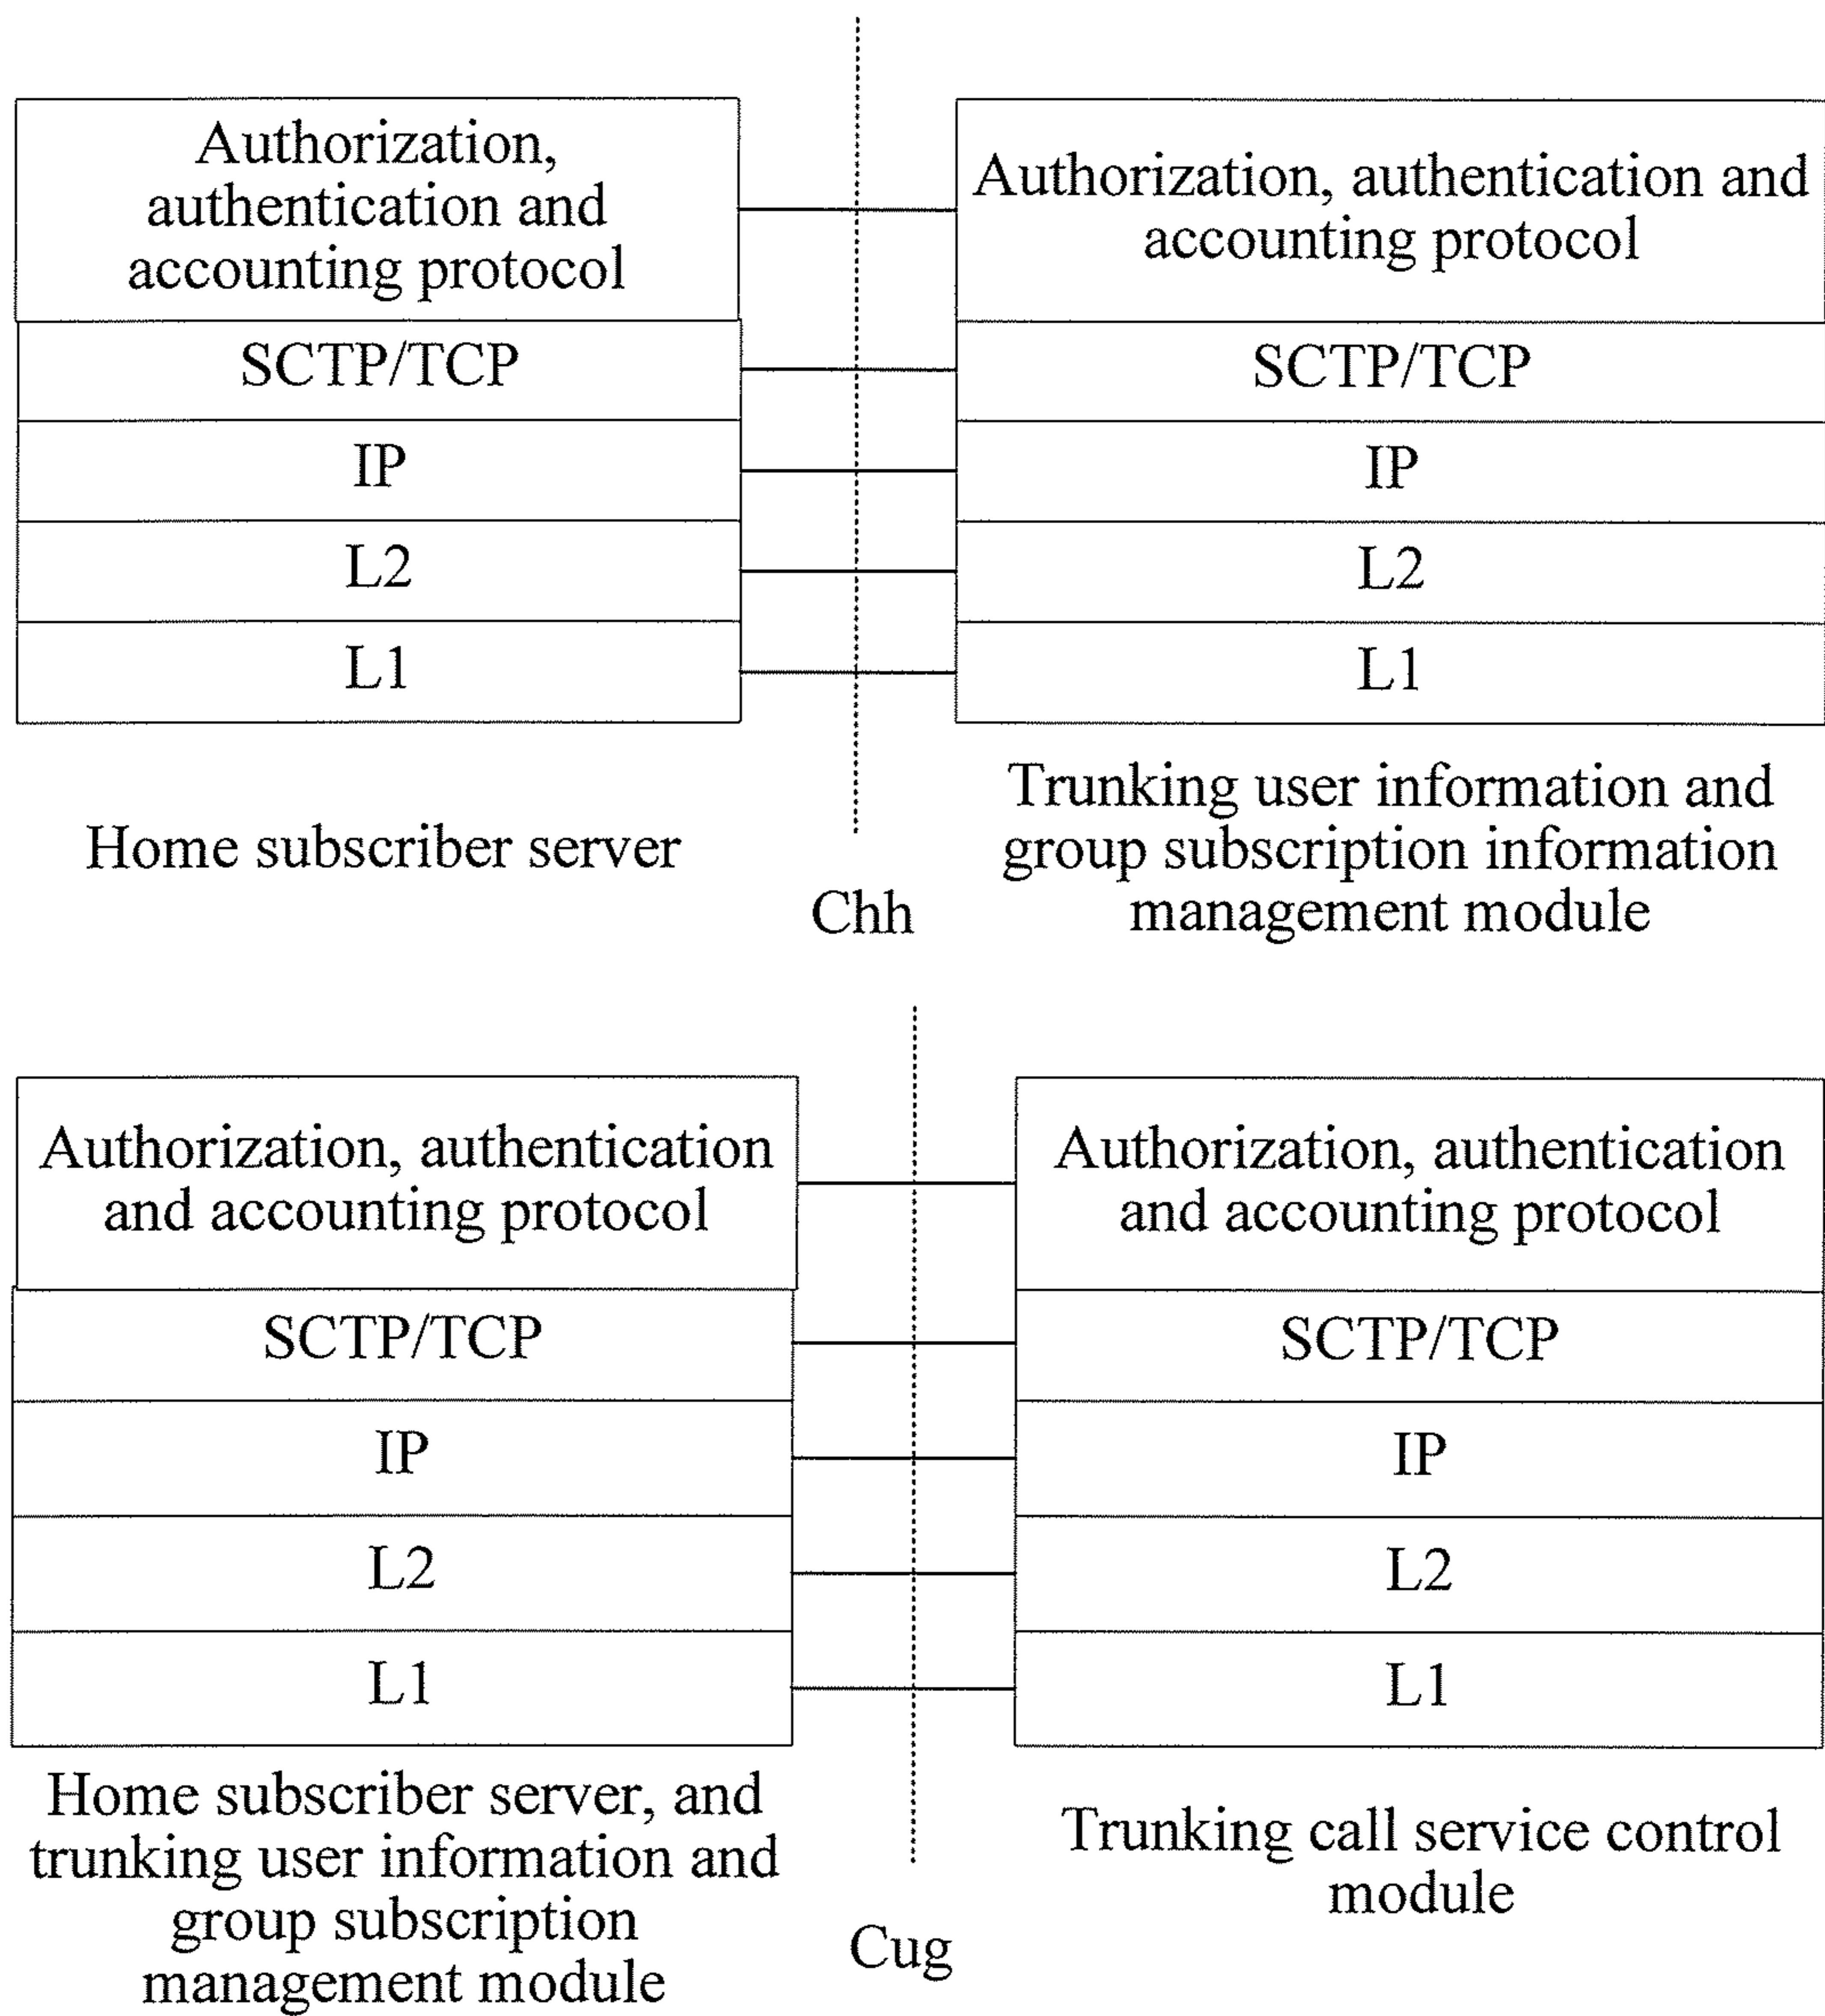 Authorization,
authentication and
accounting protocol
SCTP/TCP
IP
L2
L1
Home subscriber server
Authorization, authentication and
accounting protocol
SCTP/TCP
IP
L2
L1
Trunking user information and
group subscription information
management module
Chh
Authorization, authentication
and accounting protocol
SCTP/TCP
IP
L2
L1
Home subscriber server, and
trunking user information and
group subscription
management module
Authorization, authentication
and accounting protocol
SCTP/TCP
IP
L2
L1
Trunking call service control
module
Cug